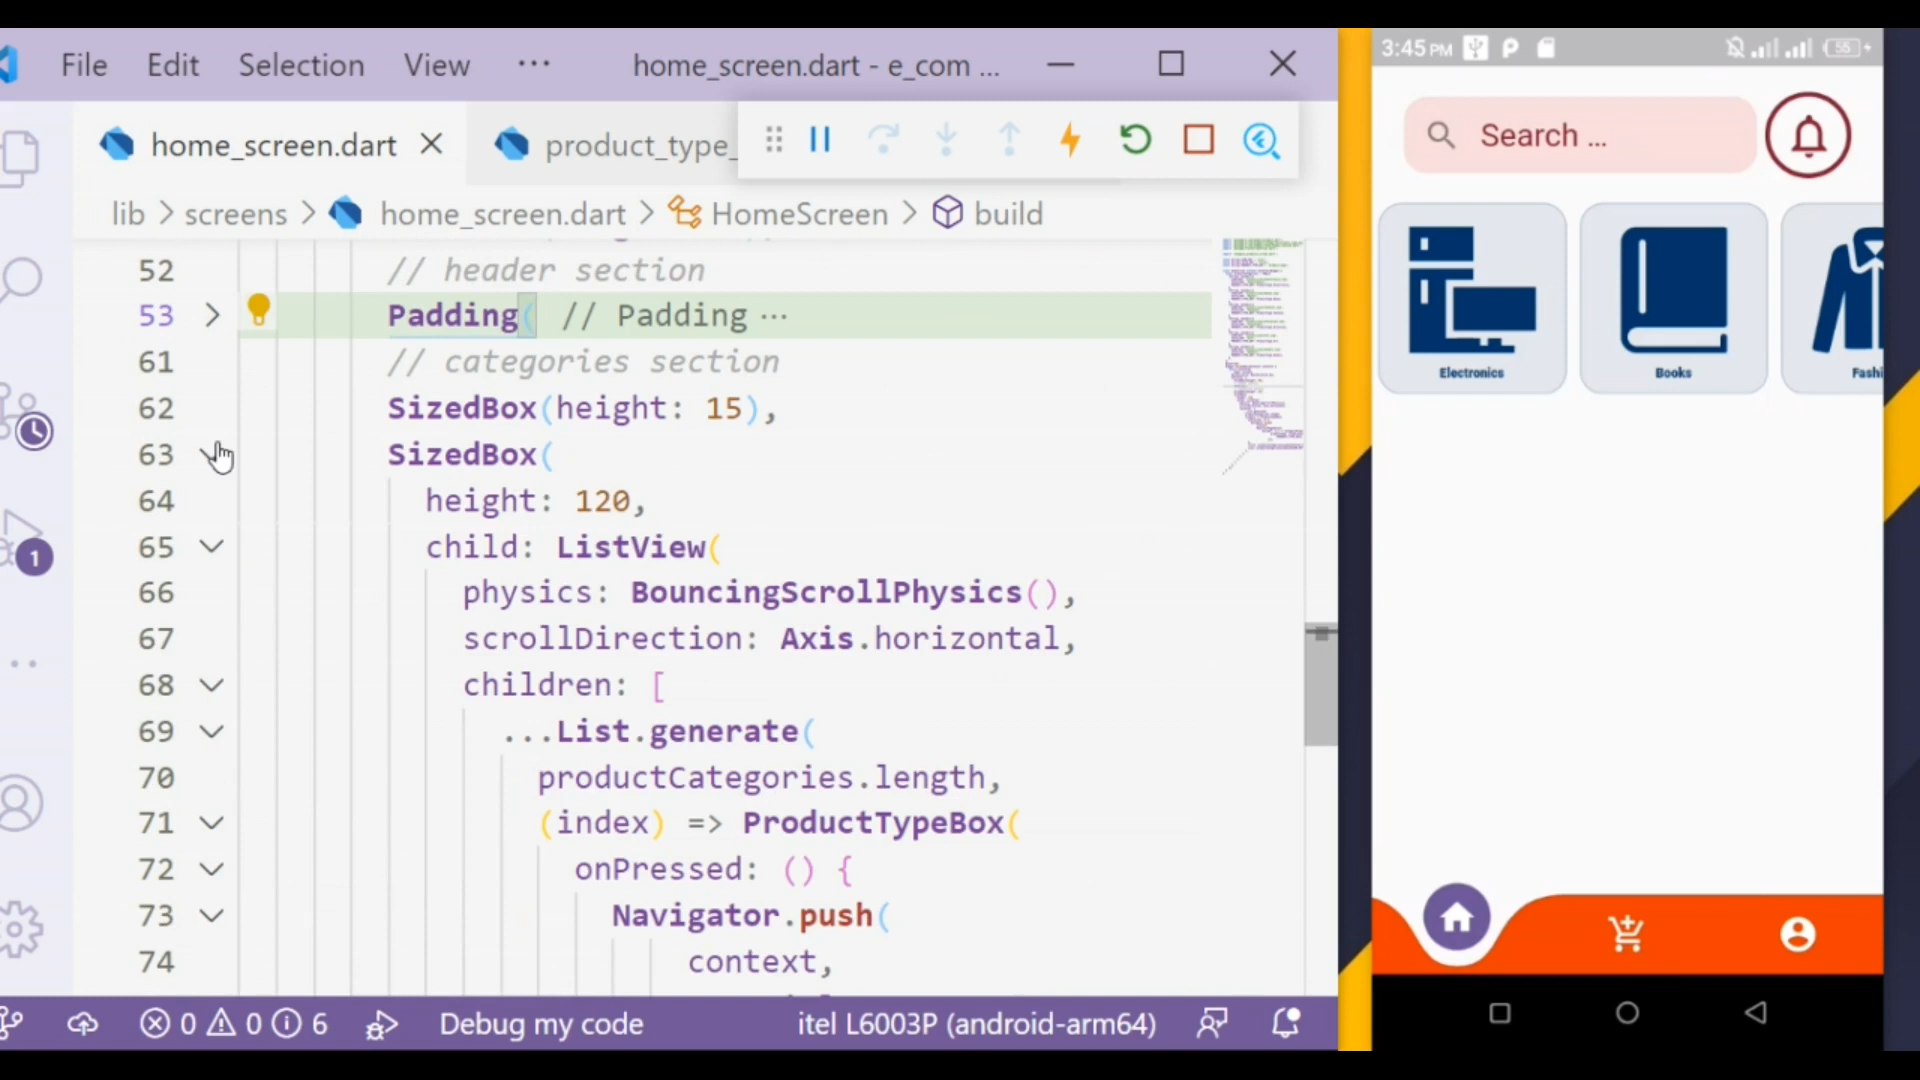 File Edit Selection View ··· home_screen.dart - e_com ...
home_screen.dart product_type_
lib > screens > home_screen.dart > HomeScreen > build
52 // header section
53 Padding( // Padding ···
61 // categories section
62 SizedBox(height: 15),
63 SizedBox(
64 height: 120,
65 child: ListView(
66 physics: BouncingScrollPhysics(),
67 scrollDirection: Axis.horizontal,
68 children: [
69 ...List.generate(
70 productCategories.length,
71 (index) => ProductTypeBox(
72 onPressed: () {
73 Navigator.push(
74 context,
1
0 0 6 Debug my code itel L6003P (android-arm64)
3:45 PM 55
Search ...
Electronics Books Fashi